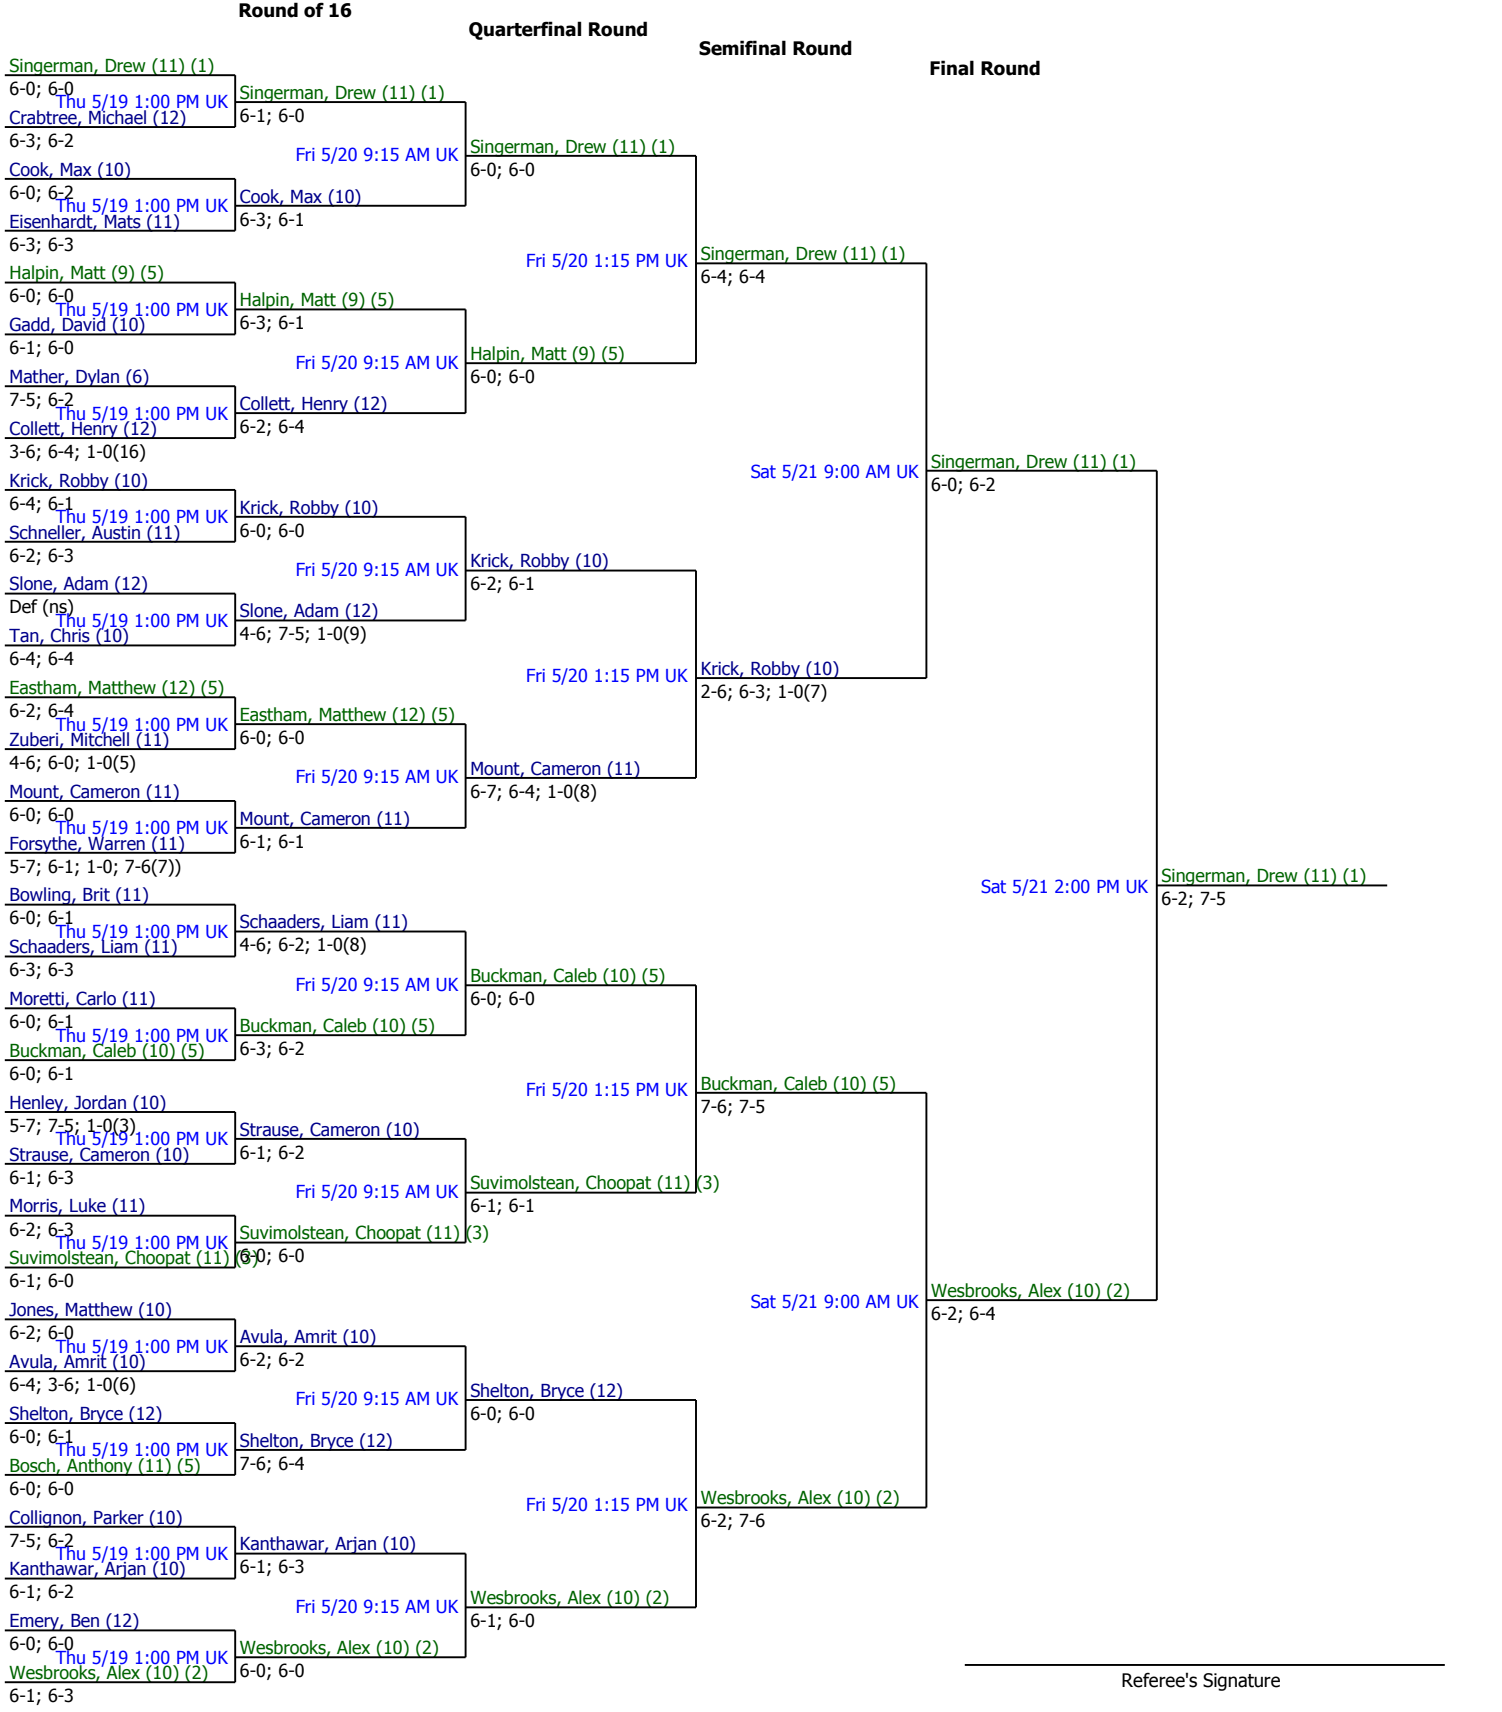 Round of 16
Quarterfinal Round
Semifinal Round
Final Round
Singerman, Drew (11) (1)
6-0; 6-0
Thu 5/19 1:00 PM UK
Crabtree, Michael (12)
6-3; 6-2
Cook, Max (10)
6-0; 6-2
Thu 5/19 1:00 PM UK
Eisenhardt, Mats (11)
6-3; 6-3
Halpin, Matt (9) (5)
6-0; 6-0
Thu 5/19 1:00 PM UK
Gadd, David (10)
6-1; 6-0
Mather, Dylan (6)
7-5; 6-2
Thu 5/19 1:00 PM UK
Collett, Henry (12)
3-6; 6-4; 1-0(16)
Krick, Robby (10)
6-4; 6-1
Thu 5/19 1:00 PM UK
Schneller, Austin (11)
6-2; 6-3
Slone, Adam (12)
Def (ns)
Thu 5/19 1:00 PM UK
Tan, Chris (10)
6-4; 6-4
Eastham, Matthew (12) (5)
6-2; 6-4
Thu 5/19 1:00 PM UK
Zuberi, Mitchell (11)
4-6; 6-0; 1-0(5)
Mount, Cameron (11)
6-0; 6-0
Thu 5/19 1:00 PM UK
Forsythe, Warren (11)
5-7; 6-1; 1-0; 7-6(7))
Bowling, Brit (11)
6-0; 6-1
Thu 5/19 1:00 PM UK
Schaaders, Liam (11)
6-3; 6-3
Moretti, Carlo (11)
6-0; 6-1
Thu 5/19 1:00 PM UK
Buckman, Caleb (10) (5)
6-0; 6-1
Henley, Jordan (10)
5-7; 7-5; 1-0(3)
Thu 5/19 1:00 PM UK
Strause, Cameron (10)
6-1; 6-3
Morris, Luke (11)
6-2; 6-3
Thu 5/19 1:00 PM UK
Suvimolstean, Choopat (11) (3)
6-1; 6-0
Jones, Matthew (10)
6-2; 6-0
Thu 5/19 1:00 PM UK
Avula, Amrit (10)
6-4; 3-6; 1-0(6)
Shelton, Bryce (12)
6-0; 6-1
Thu 5/19 1:00 PM UK
Bosch, Anthony (11) (5)
6-0; 6-0
Collignon, Parker (10)
7-5; 6-2
Thu 5/19 1:00 PM UK
Kanthawar, Arjan (10)
6-1; 6-2
Emery, Ben (12)
6-0; 6-0
Thu 5/19 1:00 PM UK
Wesbrooks, Alex (10) (2)
6-1; 6-3
Singerman, Drew (11) (1)
6-1; 6-0
Fri 5/20 9:15 AM UK
Cook, Max (10)
6-3; 6-1
Halpin, Matt (9) (5)
6-3; 6-1
Fri 5/20 9:15 AM UK
Collett, Henry (12)
6-2; 6-4
Krick, Robby (10)
6-0; 6-0
Fri 5/20 9:15 AM UK
Slone, Adam (12)
4-6; 7-5; 1-0(9)
Eastham, Matthew (12) (5)
6-0; 6-0
Fri 5/20 9:15 AM UK
Mount, Cameron (11)
6-1; 6-1
Schaaders, Liam (11)
4-6; 6-2; 1-0(8)
Fri 5/20 9:15 AM UK
Buckman, Caleb (10) (5)
6-3; 6-2
Strause, Cameron (10)
6-1; 6-2
Fri 5/20 9:15 AM UK
Suvimolstean, Choopat (11) (3)
6-0; 6-0
Avula, Amrit (10)
6-2; 6-2
Fri 5/20 9:15 AM UK
Shelton, Bryce (12)
7-6; 6-4
Kanthawar, Arjan (10)
6-1; 6-3
Fri 5/20 9:15 AM UK
Wesbrooks, Alex (10) (2)
6-0; 6-0
Singerman, Drew (11) (1)
6-0; 6-0
Fri 5/20 1:15 PM UK
Halpin, Matt (9) (5)
6-0; 6-0
Krick, Robby (10)
6-2; 6-1
Fri 5/20 1:15 PM UK
Mount, Cameron (11)
6-7; 6-4; 1-0(8)
Buckman, Caleb (10) (5)
6-0; 6-0
Fri 5/20 1:15 PM UK
Suvimolstean, Choopat (11) (3)
6-1; 6-1
Shelton, Bryce (12)
6-0; 6-0
Fri 5/20 1:15 PM UK
Wesbrooks, Alex (10) (2)
6-1; 6-0
Singerman, Drew (11) (1)
6-4; 6-4
Sat 5/21 9:00 AM UK
Krick, Robby (10)
2-6; 6-3; 1-0(7)
Buckman, Caleb (10) (5)
7-6; 7-5
Sat 5/21 9:00 AM UK
Wesbrooks, Alex (10) (2)
6-2; 7-6
Singerman, Drew (11) (1)
6-0; 6-2
Sat 5/21 2:00 PM UK
Wesbrooks, Alex (10) (2)
6-2; 6-4
Singerman, Drew (11) (1)
6-2; 7-5
Referee's Signature